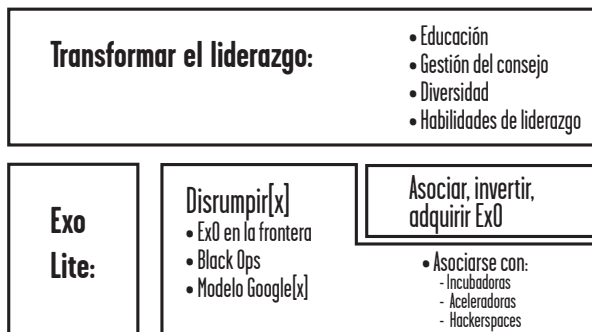 Transformar el liderazgo:
• Educación
• Gestión del consejo
• Diversidad
• Habilidades de liderazgo
Exo
Lite:
Disrumpir[x]
• ExO en la frontera
• Black Ops
• Modelo Google[x]
Asociar, invertir,
adquirir ExO
• Asociarse con:
- Incubadoras
- Aceleradoras
- Hackerspaces